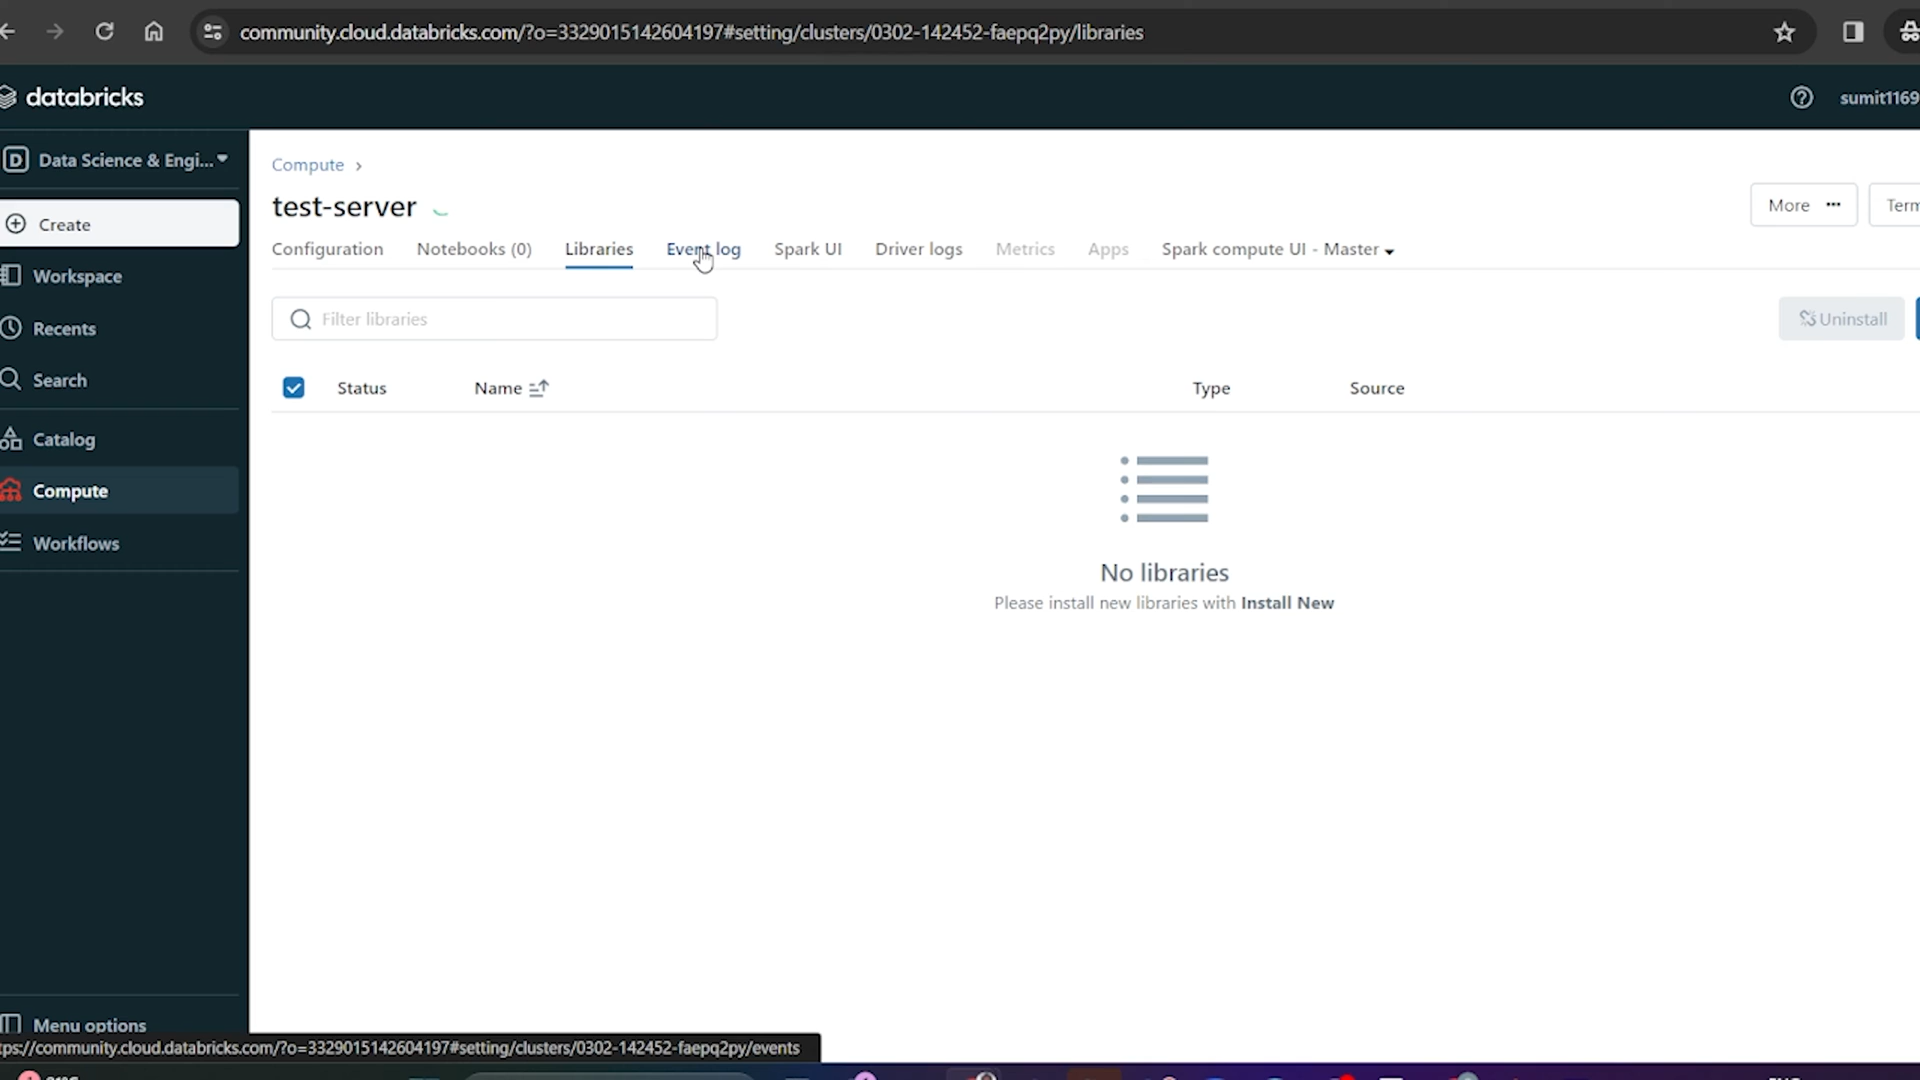 community.cloud.databricks.com/?o=3329015142604197#setting/clusters/0302-142452-faepq2py/libraries
databricks
sumit1169
D Data Science & Engi...
Compute ›
test-server
More ···
Create
Configuration Notebooks (0) Libraries Event log Spark UI Driver logs Metrics Apps Spark compute UI - Master
Workspace
Filter libraries
Uninstall
Recents
Search
Status Name Type Source
Catalog
Compute
Workflows
No libraries
Please install new libraries with Install New
Menu options
tps://community.cloud.databricks.com/?o=3329015142604197#setting/clusters/0302-142452-faepq2py/events